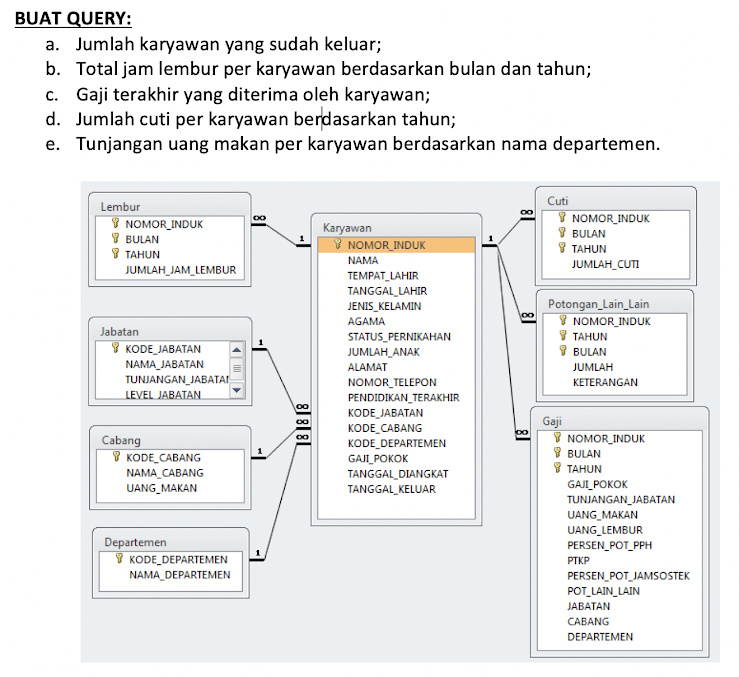 BUAT QUERY:
a. Jumlah karyawan yang sudah keluar;
b. Total jam lembur per karyawan berdasarkan bulan dan tahun;
c. Gaji terakhir yang diterima oleh karyawan;
d. Jumlah cuti per karyawan berdasarkan tahun;
e. Tunjangan uang makan per karyawan berdasarkan nama departemen.
Lembur
NOMOR_INDUK
BULAN
TAHUN
JUMLAH_JAM_LEMBUR
∞
1
Jabatan
KODE_JABATAN
NAMA_JABATAN
TUNJANGAN_JABATAI
LEVEL JABATAN
1
∞
Cabang
KODE_CABANG
NAMA_CABANG
UANG_MAKAN
1
∞
Departemen
KODE_DEPARTEMEN
NAMA_DEPARTEMEN
1
∞
Karyawan
NOMOR_INDUK
NAMA
TEMPAT_LAHIR
TANGGAL_LAHIR
JENIS_KELAMIN
AGAMA
STATUS_PERNIKAHAN
JUMLAH_ANAK
ALAMAT
NOMOR_TELEPON
PENDIDIKAN_TERAKHIR
KODE_JABATAN
KODE_CABANG
KODE_DEPARTEMEN
GAJI_POKOK
TANGGAL_DIANGKAT
TANGGAL_KELUAR
1
∞
Cuti
NOMOR_INDUK
BULAN
TAHUN
JUMLAH_CUTI
∞
Potongan_Lain_Lain
NOMOR_INDUK
TAHUN
BULAN
JUMLAH
KETERANGAN
∞
Gaji
NOMOR_INDUK
BULAN
TAHUN
GAJI_POKOK
TUNJANGAN_JABATAN
UANG_MAKAN
UANG_LEMBUR
PERSEN_POT_PPH
PTKP
PERSEN_POT_JAMSOSTEK
POT_LAIN_LAIN
JABATAN
CABANG
DEPARTEMEN